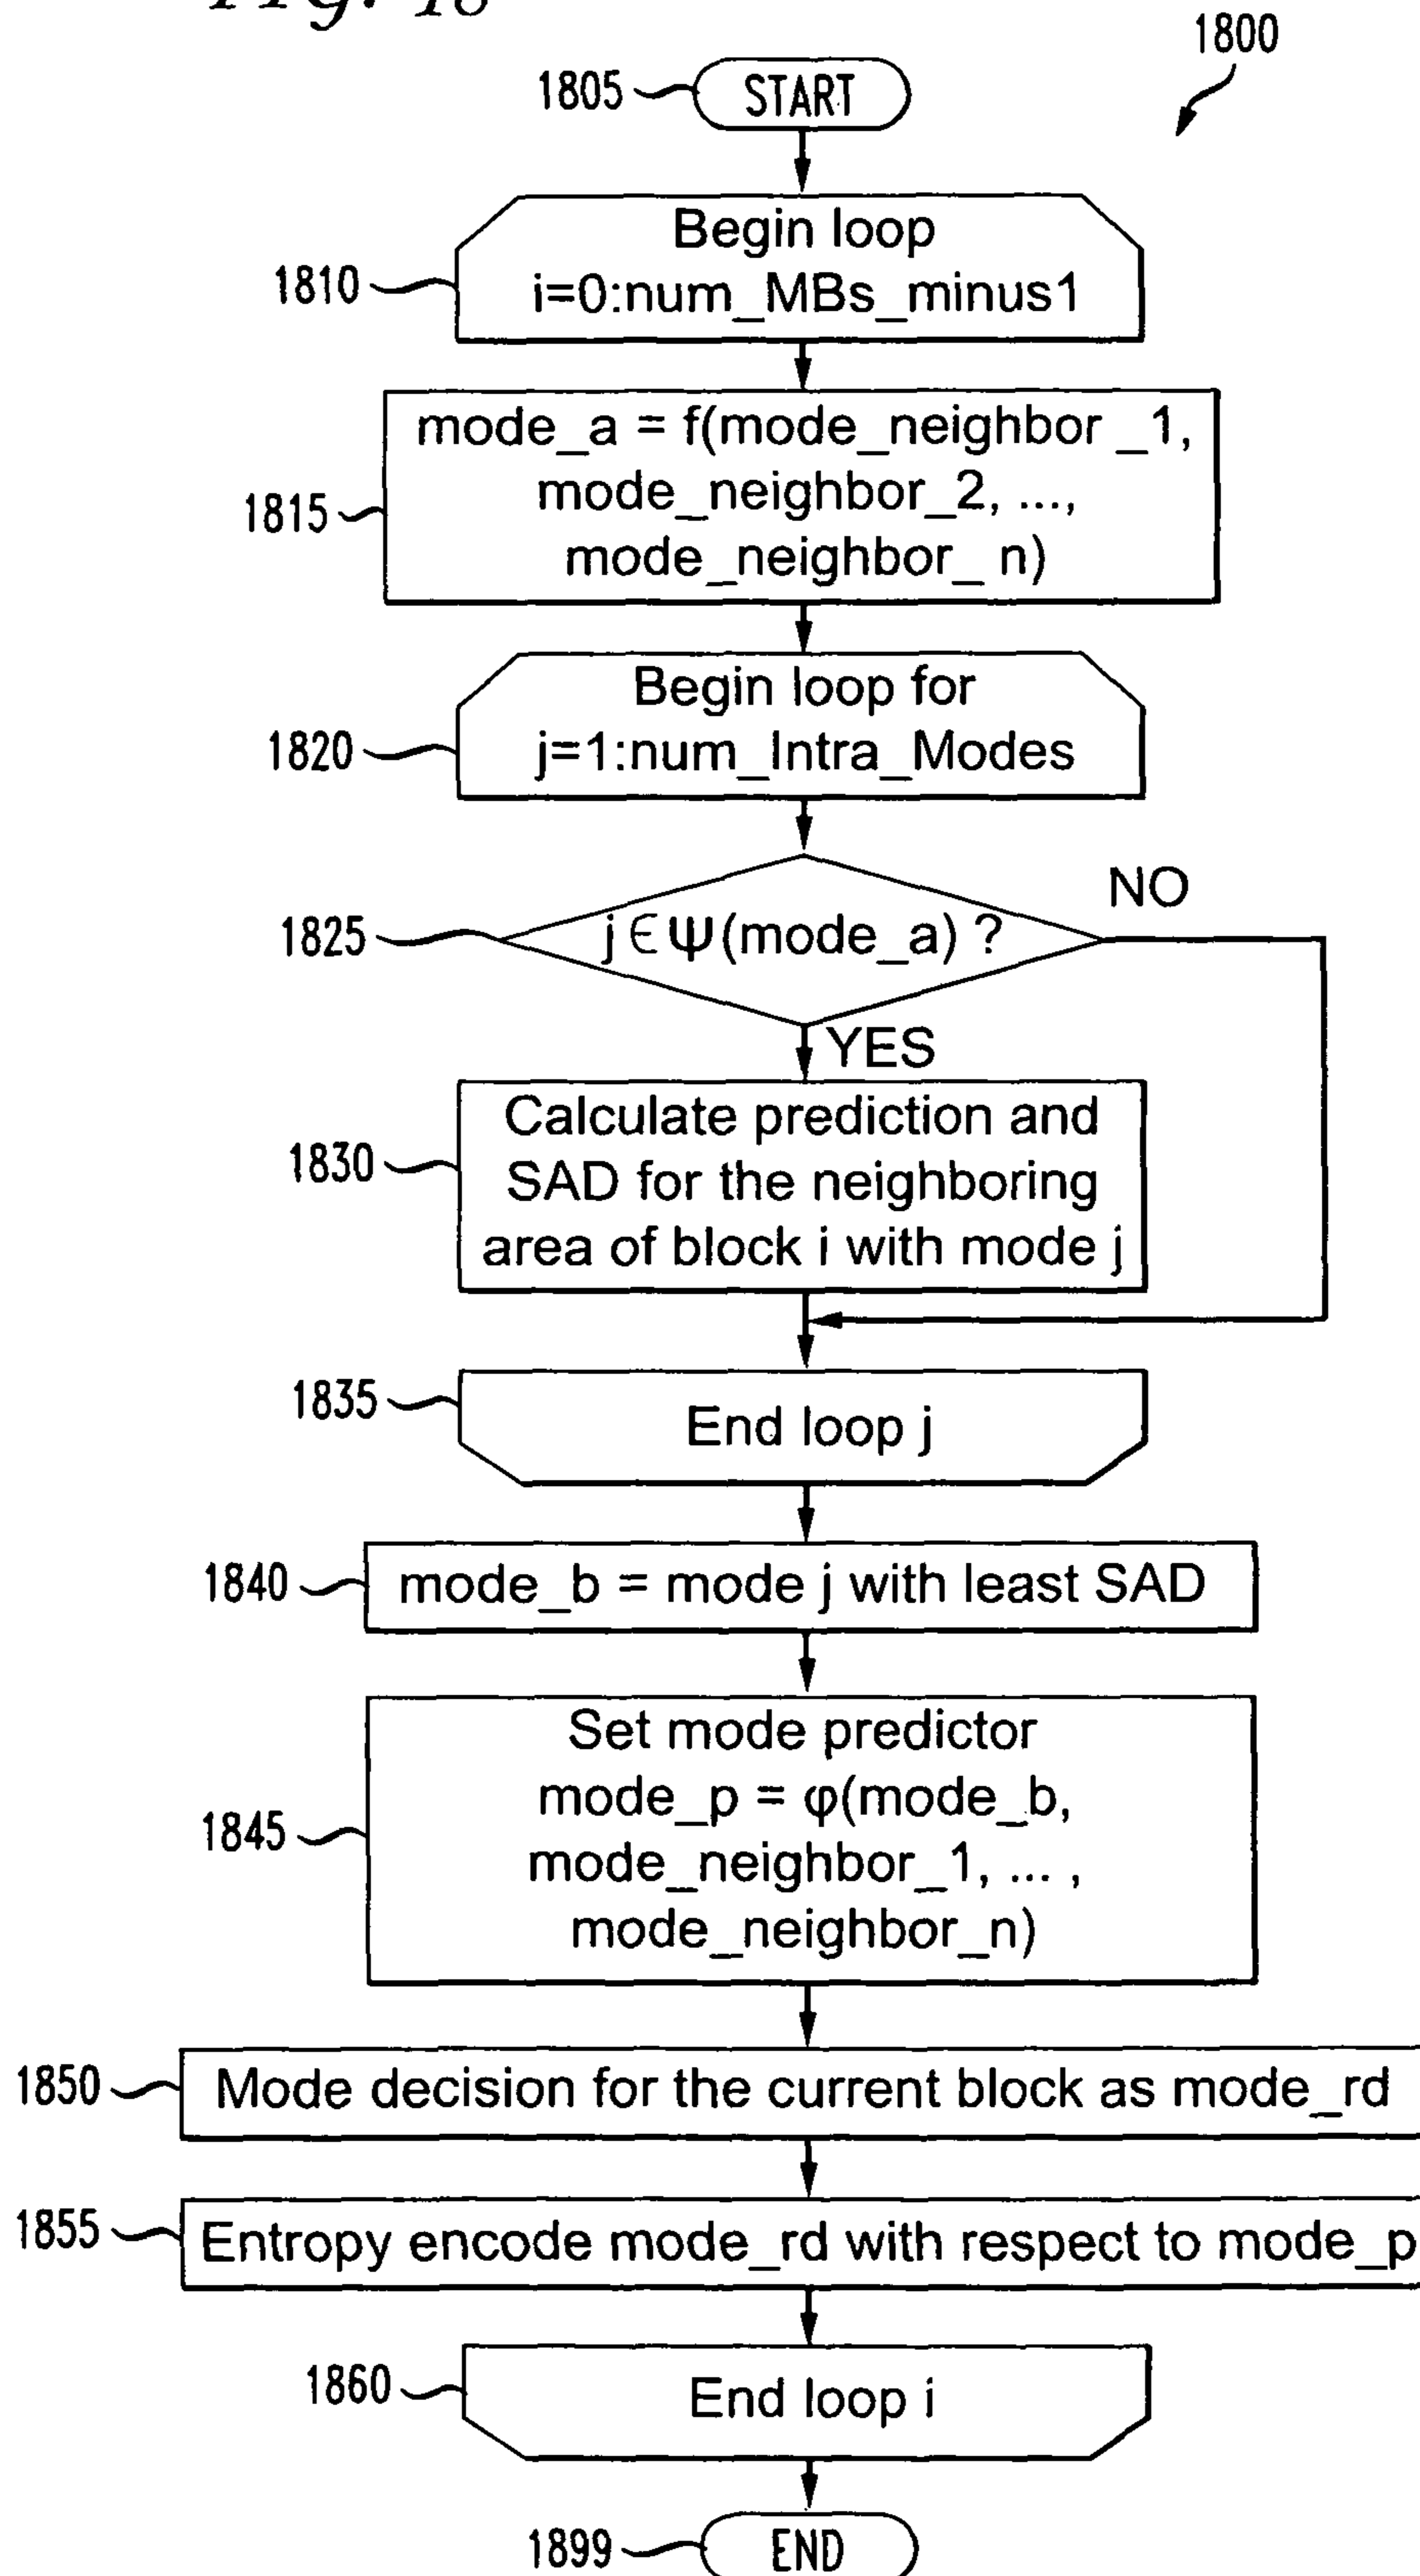 FIG. 18
1800
1805 START
1810 Begin loop
i=0:num_MBs_minus1
1815 mode_a = f(mode_neighbor _1,
mode_neighbor_2, ...,
mode_neighbor_ n)
1820 Begin loop for
j=1:num_Intra_Modes
1825 j ∈ Ψ(mode_a) ?
NO
YES
1830 Calculate prediction and
SAD for the neighboring
area of block i with mode j
1835 End loop j
1840 mode_b = mode j with least SAD
1845 Set mode predictor
mode_p = φ(mode_b,
mode_neighbor_1, ... ,
mode_neighbor_n)
1850 Mode decision for the current block as mode_rd
1855 Entropy encode mode_rd with respect to mode_p
1860 End loop i
1899 END